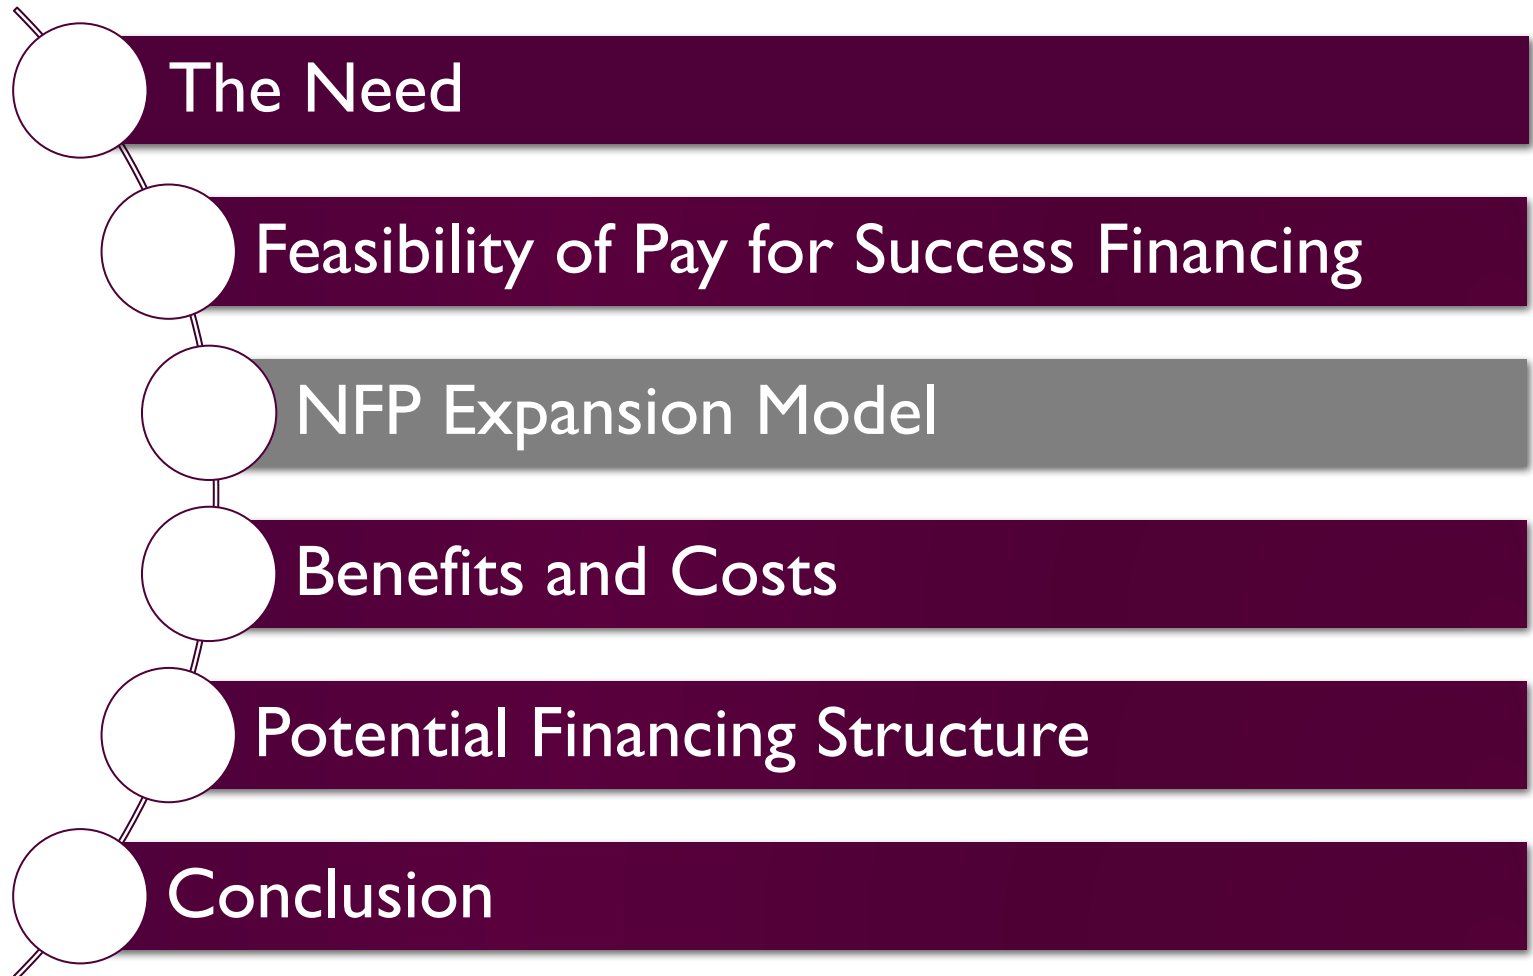 The Need
Feasibility of Pay for Success Financing
NFP Expansion Model
Benefits and Costs
Potential Financing Structure
Conclusion